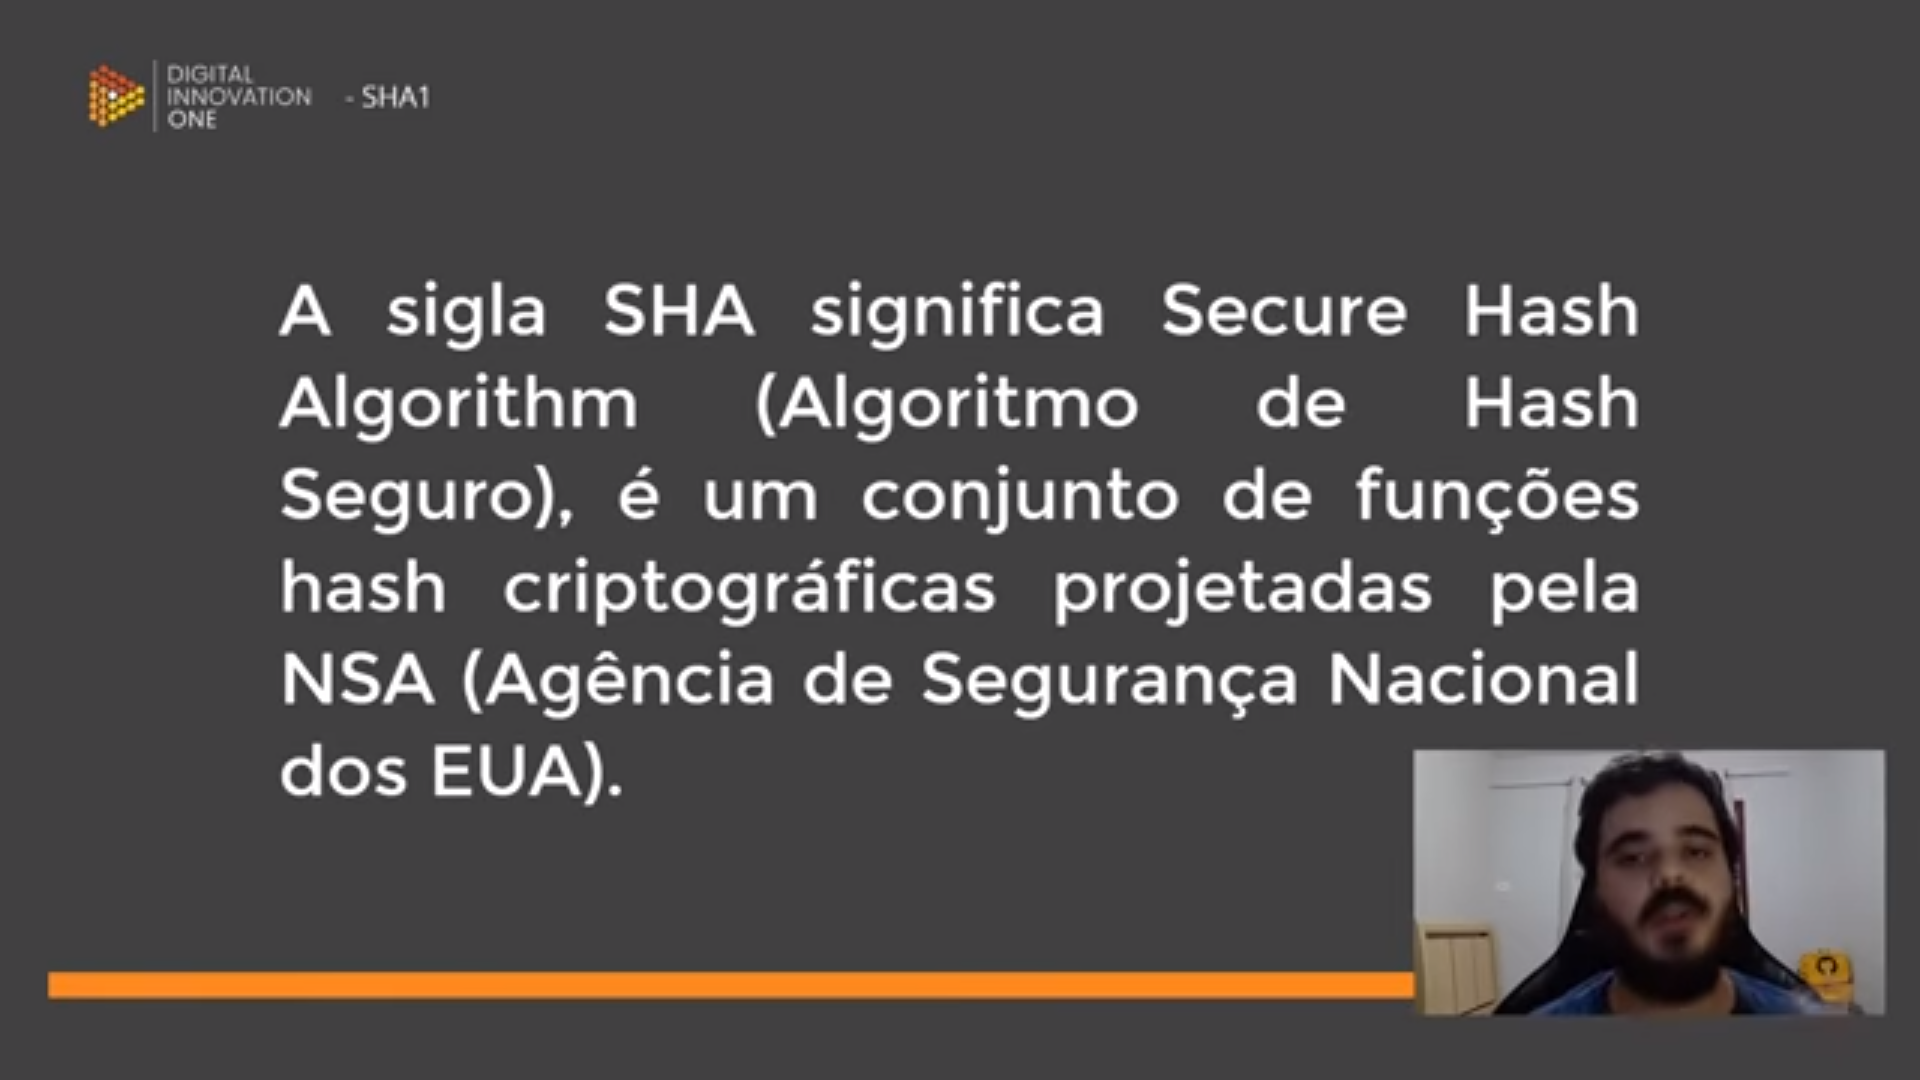 DIGITAL
INNOVATION
ONE
- SHA1
A sigla SHA significa Secure Hash
Algorithm (Algoritmo de Hash
Seguro), é um conjunto de funções
hash criptográficas projetadas pela
NSA (Agência de Segurança Nacional
dos EUA).